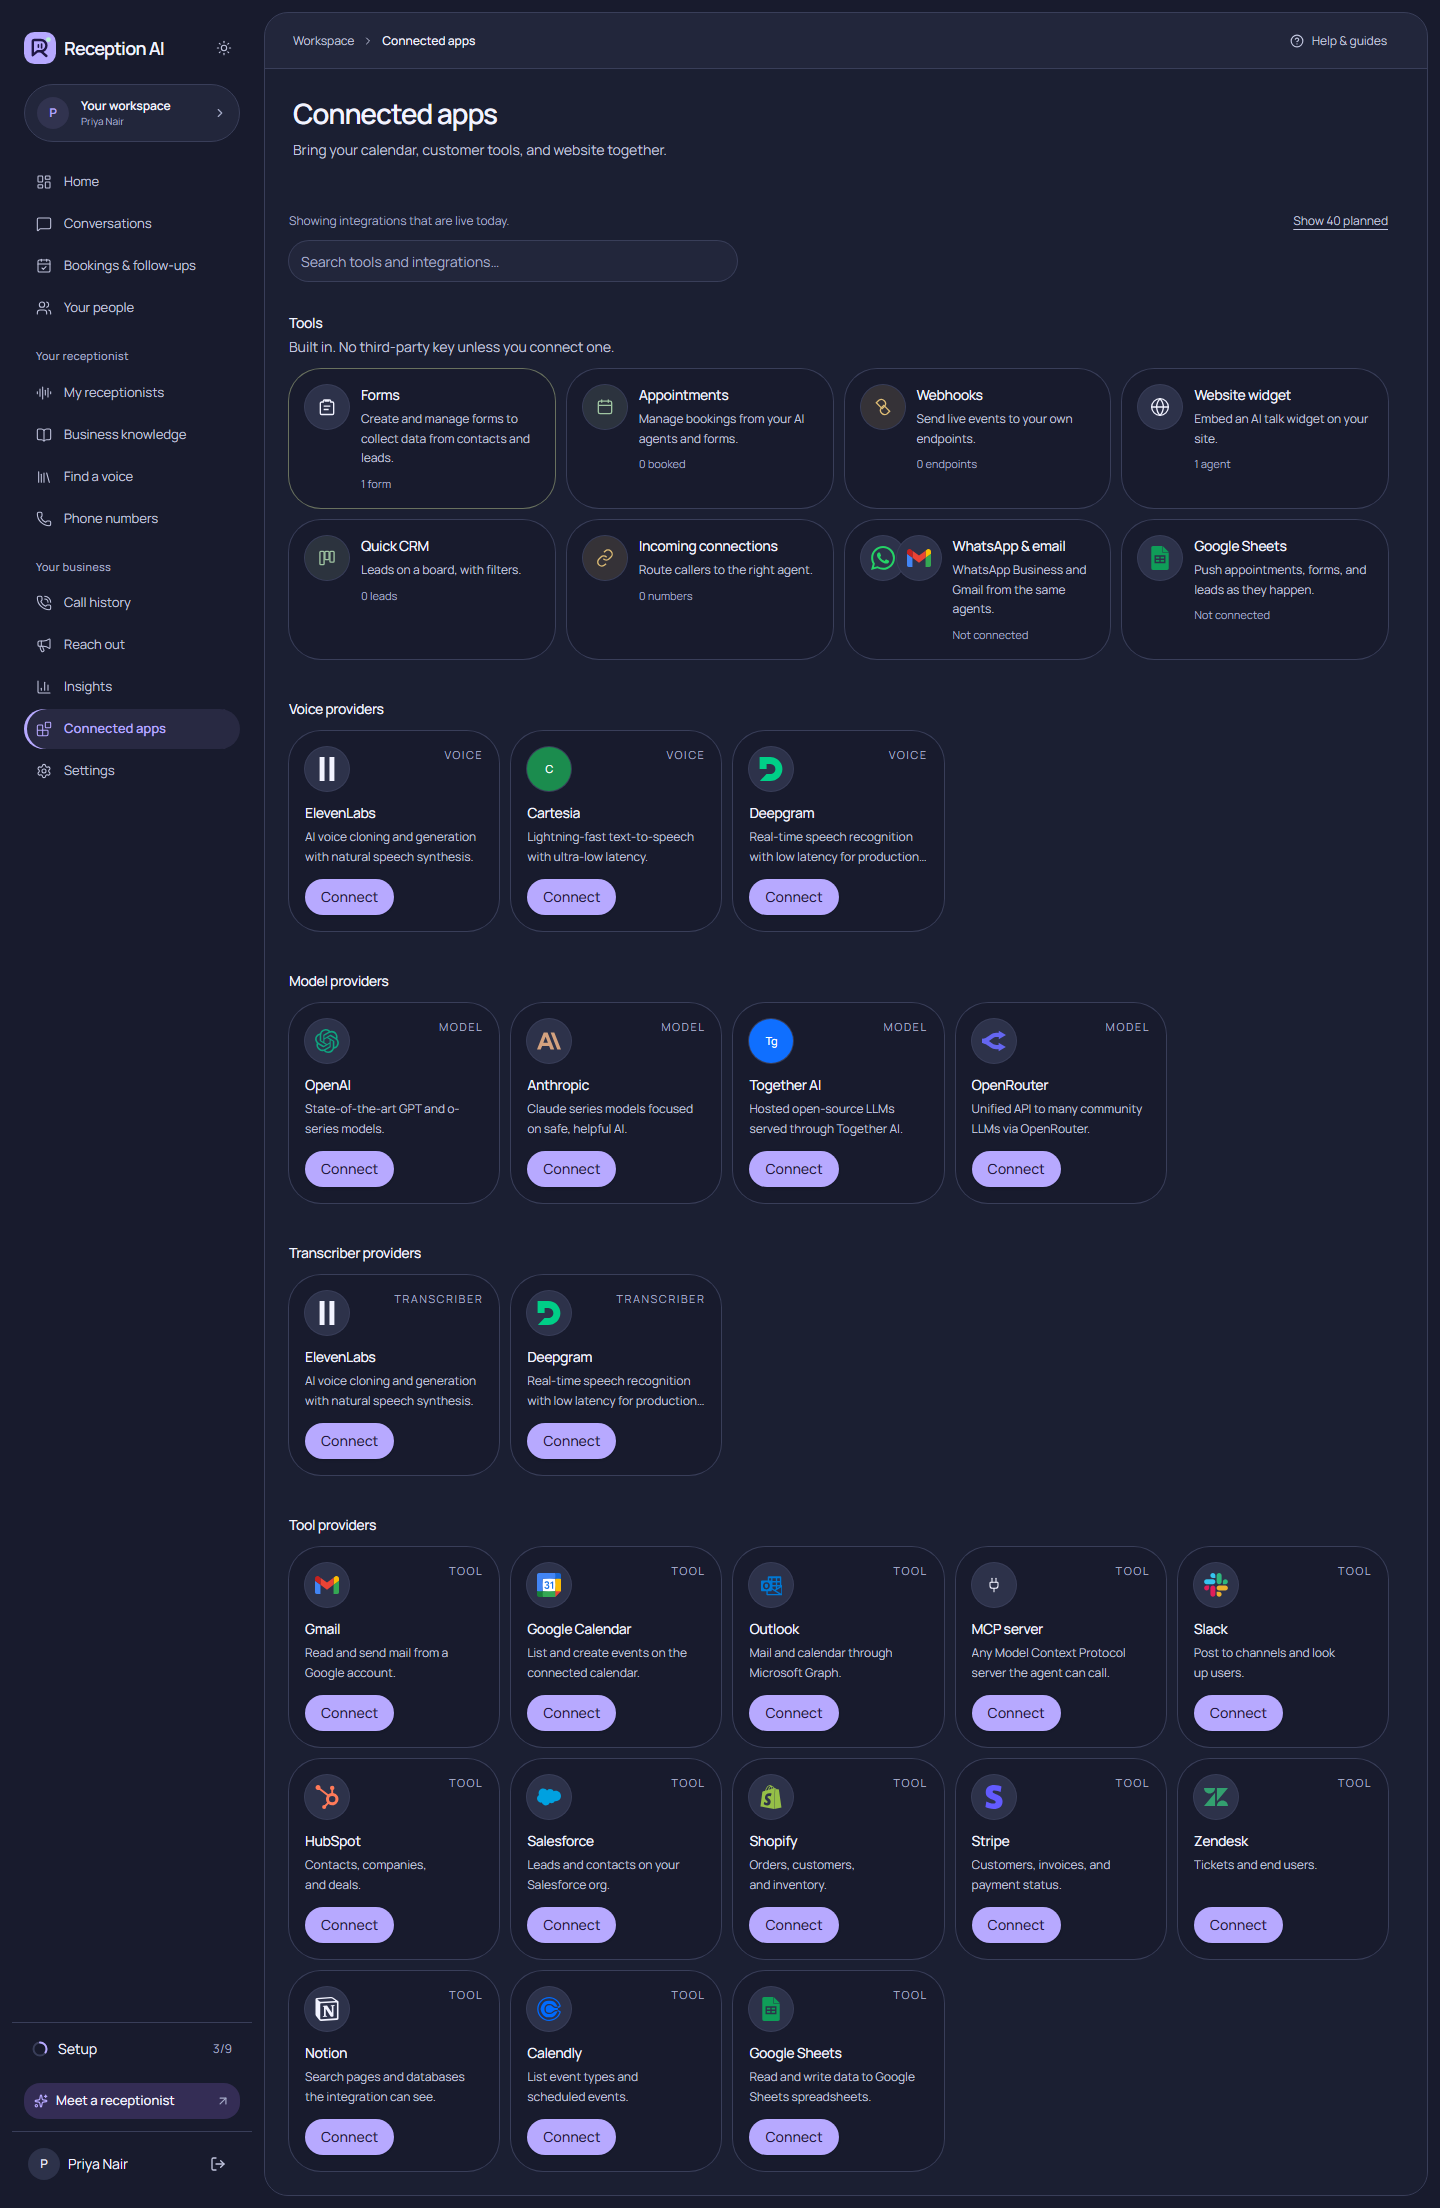 Reception AI
P
Your workspace
Priya Nair
Home
Conversations
Bookings & follow-ups
Your people
Your receptionist
My receptionists
Business knowledge
Find a voice
Phone numbers
Your business
Call history
Reach out
Insights
Connected apps
Settings
Setup
3/9
Meet a receptionist
P
Priya Nair
Workspace
Connected apps
Help & guides
Connected apps
Bring your calendar, customer tools, and website together.
Showing integrations that are live today.
Show 40 planned
Search tools and integrations…
Tools
Built in. No third-party key unless you connect one.
Forms
Create and manage forms to
collect data from contacts and
leads.
1 form
Appointments
Manage bookings from your AI
agents and forms.
0 booked
Webhooks
Send live events to your own
endpoints.
0 endpoints
Website widget
Embed an AI talk widget on your
site.
1 agent
Quick CRM
Leads on a board, with filters.
0 leads
Incoming connections
Route callers to the right agent.
0 numbers
WhatsApp & email
WhatsApp Business and
Gmail from the same
agents.
Not connected
Google Sheets
Push appointments, forms, and
leads as they happen.
Not connected
Voice providers
VOICE
ElevenLabs
AI voice cloning and generation
with natural speech synthesis.
Connect
C
VOICE
Cartesia
Lightning-fast text-to-speech
with ultra-low latency.
Connect
VOICE
Deepgram
Real-time speech recognition
with low latency for production…
Connect
Model providers
MODEL
OpenAI
State-of-the-art GPT and o-
series models.
Connect
MODEL
Anthropic
Claude series models focused
on safe, helpful AI.
Connect
Tg
MODEL
Together AI
Hosted open-source LLMs
served through Together AI.
Connect
MODEL
OpenRouter
Unified API to many community
LLMs via OpenRouter.
Connect
Transcriber providers
TRANSCRIBER
ElevenLabs
AI voice cloning and generation
with natural speech synthesis.
Connect
TRANSCRIBER
Deepgram
Real-time speech recognition
with low latency for production…
Connect
Tool providers
TOOL
Gmail
Read and send mail from a
Google account.
Connect
31
TOOL
Google Calendar
List and create events on the
connected calendar.
Connect
TOOL
Outlook
Mail and calendar through
Microsoft Graph.
Connect
TOOL
MCP server
Any Model Context Protocol
server the agent can call.
Connect
TOOL
Slack
Post to channels and look
up users.
Connect
TOOL
HubSpot
Contacts, companies,
and deals.
Connect
TOOL
Salesforce
Leads and contacts on your
Salesforce org.
Connect
TOOL
Shopify
Orders, customers,
and inventory.
Connect
TOOL
Stripe
Customers, invoices, and
payment status.
Connect
TOOL
Zendesk
Tickets and end users.
Connect
TOOL
Notion
Search pages and databases
the integration can see.
Connect
TOOL
Calendly
List event types and
scheduled events.
Connect
TOOL
Google Sheets
Read and write data to Google
Sheets spreadsheets.
Connect